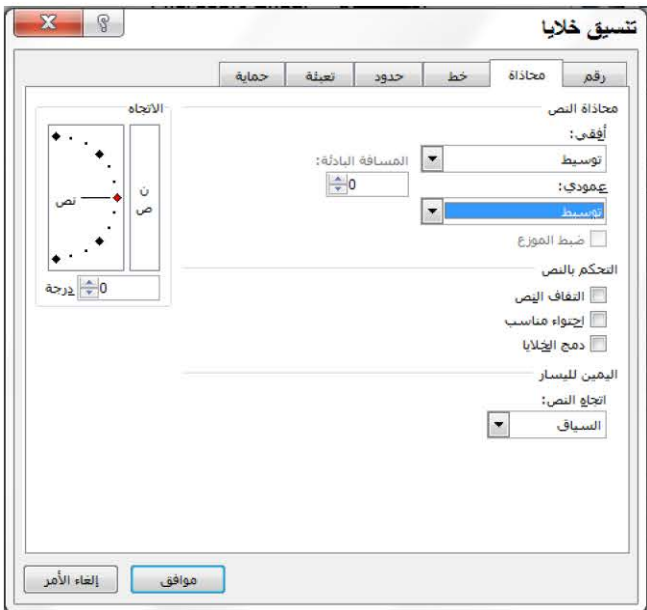 تنسيق خلايا
رقم
محاذاة
خط
حدود
تعبئة
حماية
محاذاة النص
أفقي:
توسيط
المسافة البادئة:
0
عمودي:
توسيط
ضبط الموزع
التحكم بالنص
التفاف النص
احتواء مناسب
دمج الخلايا
اليمين لليسار
اتجاه النص:
السياق
الاتجاه
ن
ص
نص
0 درجة
موافق
إلغاء الأمر